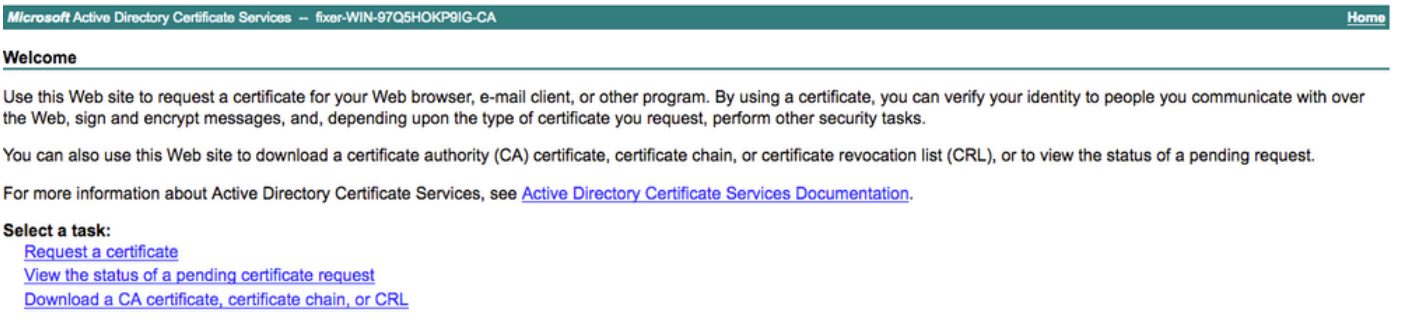 Microsoft Active Directory Certificate Services -- fixer-WIN-97Q5HOKP9IG-CA Home
Welcome
Use this Web site to request a certificate for your Web browser, e-mail client, or other program. By using a certificate, you can verify your identity to people you communicate with over
the Web, sign and encrypt messages, and, depending upon the type of certificate you request, perform other security tasks.
You can also use this Web site to download a certificate authority (CA) certificate, certificate chain, or certificate revocation list (CRL), or to view the status of a pending request.
For more information about Active Directory Certificate Services, see Active Directory Certificate Services Documentation.
Select a task:
Request a certificate
View the status of a pending certificate request
Download a CA certificate, certificate chain, or CRL